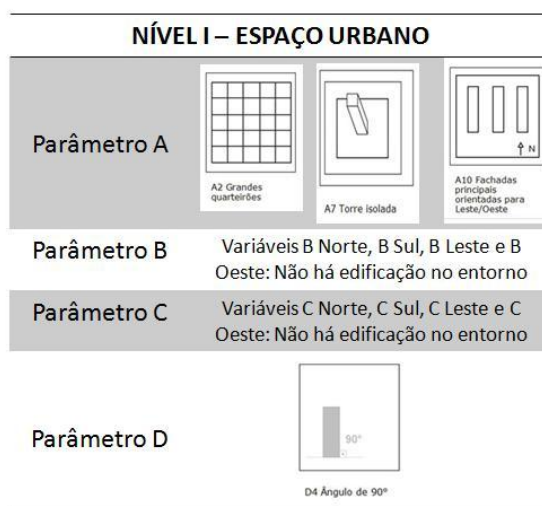 NÍVEL I – ESPAÇO URBANO
Parâmetro A
A2 Grandes
quarteirões
A7 Torre isolada
N
A10 Fachadas
principais
orientadas para
Leste/Oeste
Parâmetro B
Variáveis B Norte, B Sul, B Leste e B
Oeste: Não há edificação no entorno
Parâmetro C
Variáveis C Norte, C Sul, C Leste e C
Oeste: Não há edificação no entorno
Parâmetro D
90°
D4 Ângulo de 90°